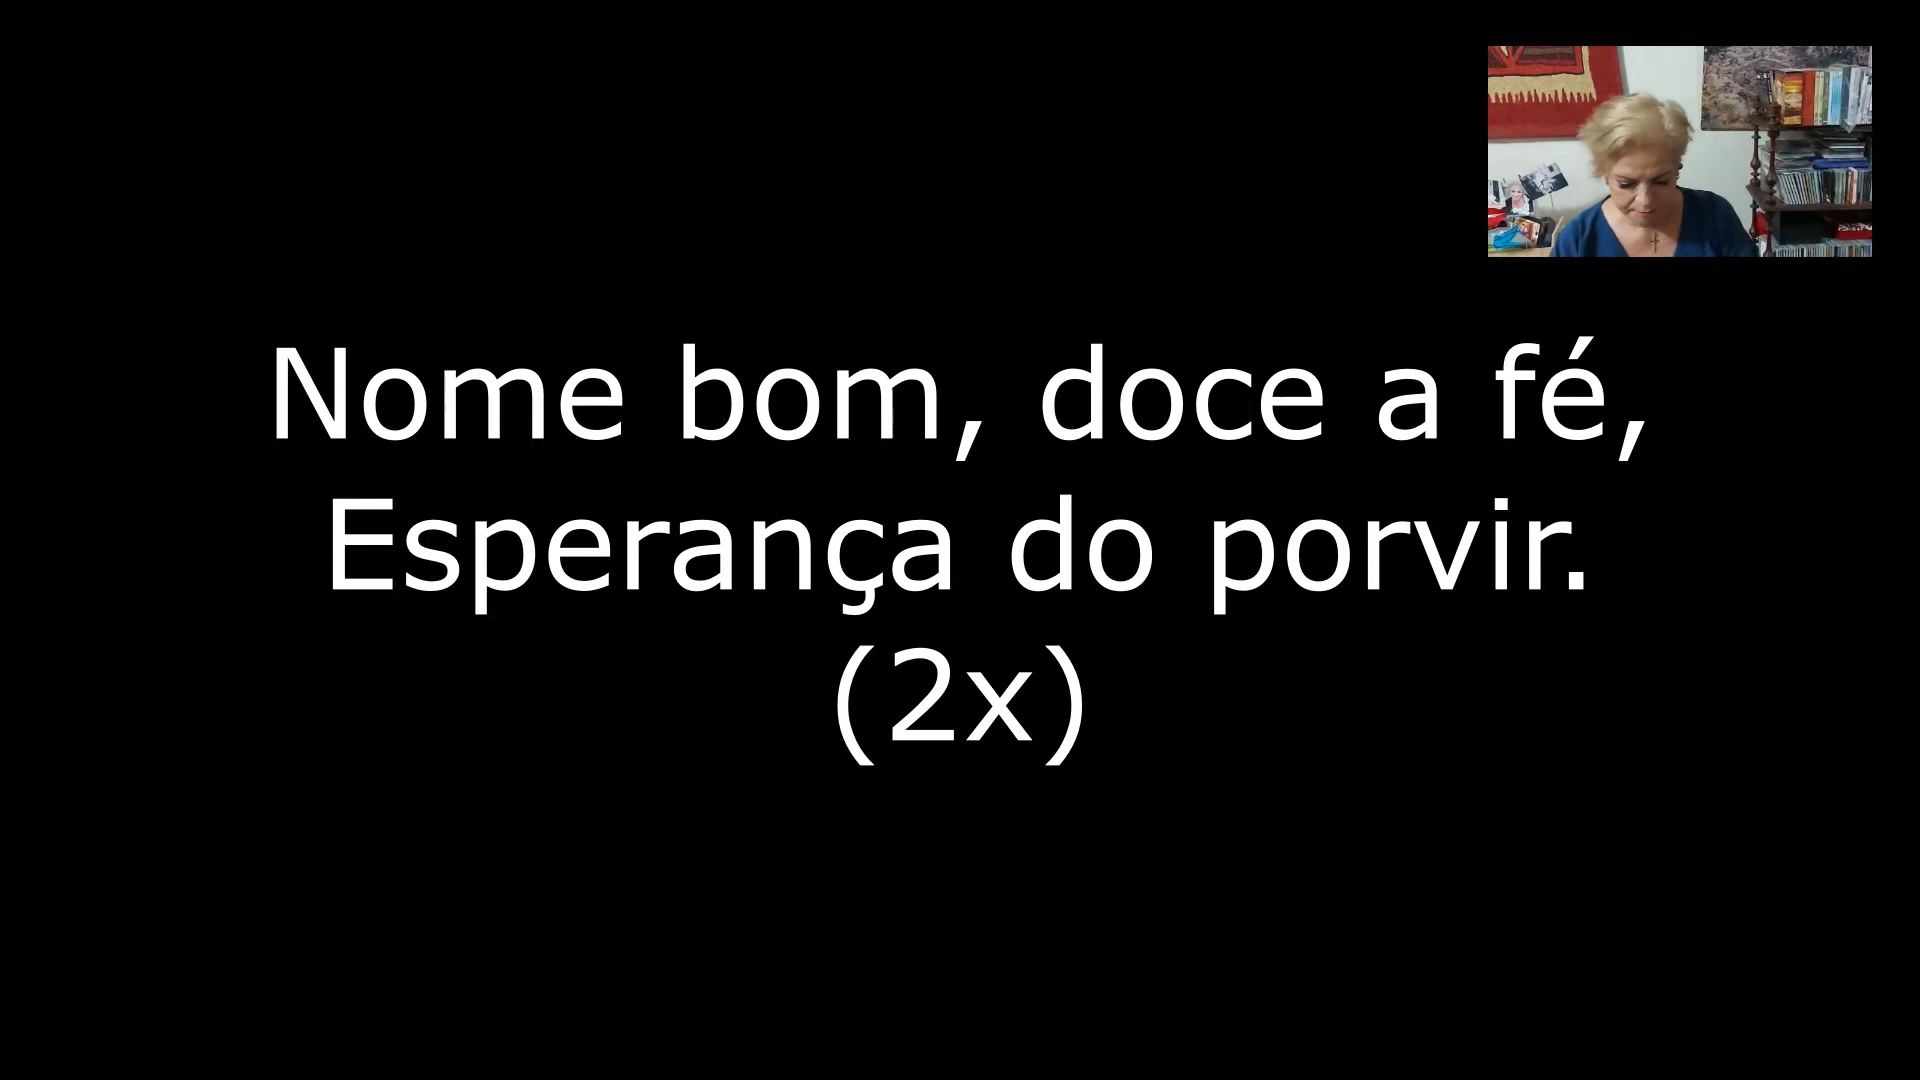 Nome bom, doce a fé,
Esperança do porvir.
(2x)